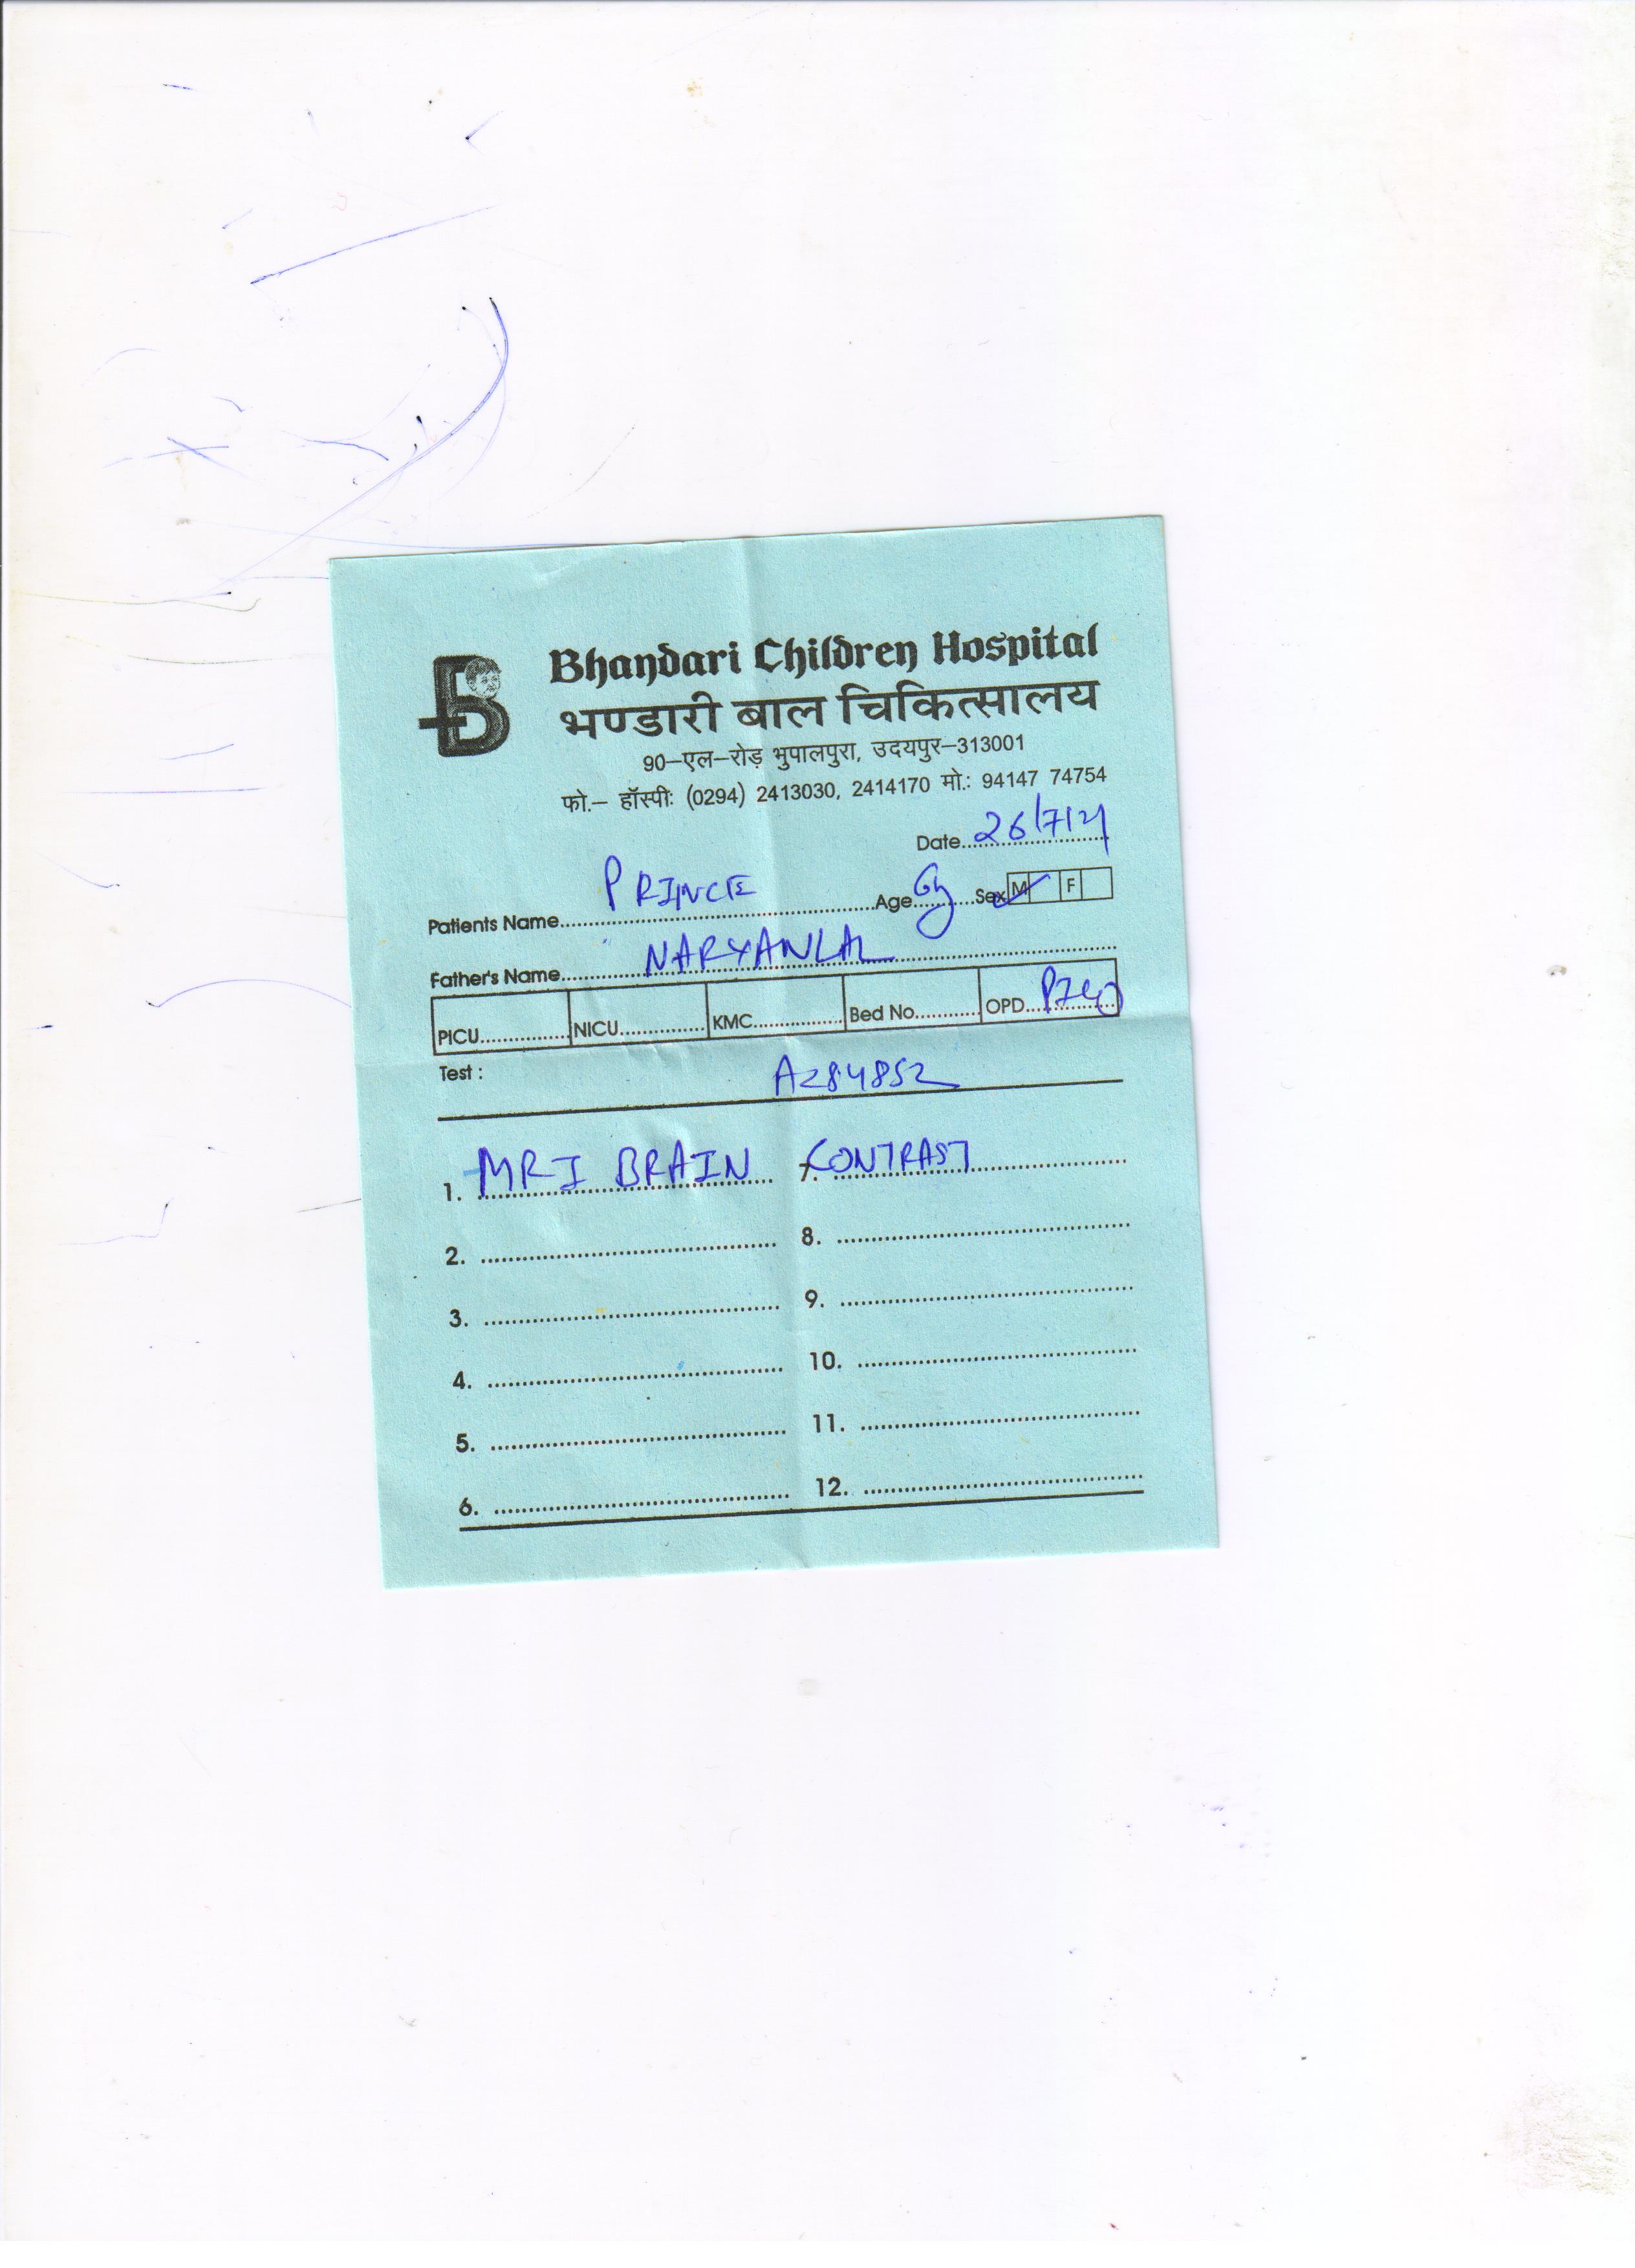 Bhandari Children Hospital
भण्डारी बाल चिकित्सालय
90–एल–रोड़ भुपालपुरा, उदयपुर–313001
फो.– हॉस्पी: (0294) 2413030, 2414170 मो.: 94147 74754
Date 26/7/21
Patients Name PRINCE Age 6y Sex M F
Father's Name NARYANLAL
PICU NICU KMC Bed No. OPD
Test : A284852
1. MRI BRAIN 7. CONTRAST
2. 8.
3. 9.
4. 10.
5. 11.
6. 12.